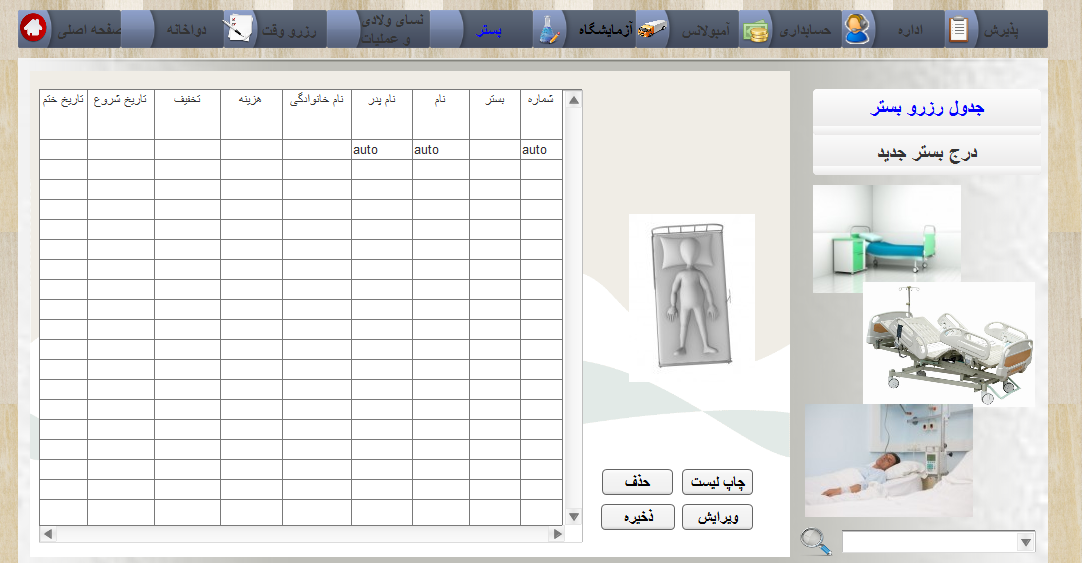 پذیرش
اداره
حسابداری
آمبولانس
آزمایشگاه
بستر
نسای ولادی
و عملیات
رزرو وقت
دواخانه
صفحه اصلی
جدول رزرو بستر
درج بستر جدید
شماره بستر نام نام پدر نام خانوادگی هزینه تخفیف تاریخ شروع تاریخ ختم
auto auto auto
چاپ لیست حذف
ویرایش ذخیره